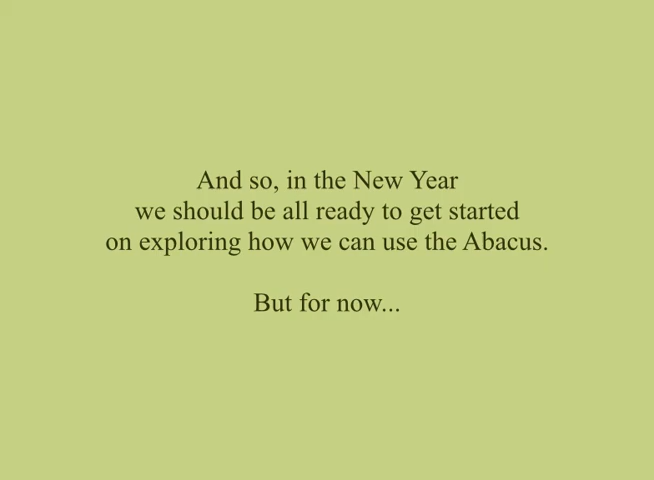 And so, in the New Year
we should be all ready to get started
on exploring how we can use the Abacus.
But for now...